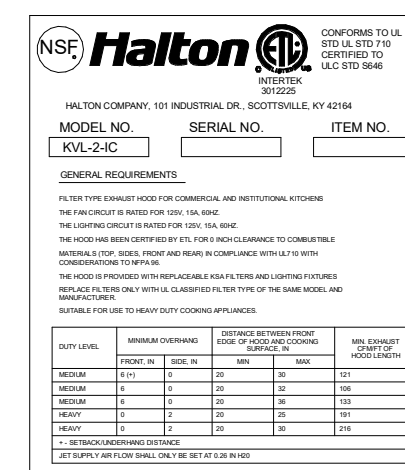 NSF®
Halton
ETL
C LISTED US
INTERTEK
3012225
CONFORMS TO UL
STD UL STD 710
CERTIFIED TO
ULC STD S646
HALTON COMPANY, 101 INDUSTRIAL DR., SCOTTSVILLE, KY 42164
MODEL NO. SERIAL NO. ITEM NO.
KVL-2-IC
GENERAL REQUIREMENTS
FILTER TYPE EXHAUST HOOD FOR COMMERCIAL AND INSTITUTIONAL KITCHENS
THE FAN CIRCUIT IS RATED FOR 125V, 15A, 60HZ.
THE LIGHTING CIRCUIT IS RATED FOR 125V, 15A, 60HZ.
THE HOOD HAS BEEN CERTIFIED BY ETL FOR 0 INCH CLEARANCE TO COMBUSTIBLE
MATERIALS (TOP, SIDES, FRONT AND REAR) IN COMPLIANCE WITH UL710 WITH
CONSIDERATIONS TO NFPA 96.
THE HOOD IS PROVIDED WITH REPLACEABLE KSA FILTERS AND LIGHTING FIXTURES
REPLACE FILTERS ONLY WITH UL CLASSIFIED FILTER TYPE OF THE SAME MODEL AND
MANUFACTURER.
SUITABLE FOR USE TO HEAVY DUTY COOKING APPLIANCES.
DUTY LEVEL MINIMUM OVERHANG DISTANCE BETWEEN FRONT EDGE OF HOOD AND COOKING SURFACE, IN MIN. EXHAUST CFM/FT OF HOOD LENGTH
FRONT, IN SIDE, IN MIN MAX
MEDIUM 6 (+) 0 20 30 121
MEDIUM 6 0 20 32 106
MEDIUM 6 0 20 36 133
HEAVY 0 2 20 25 191
HEAVY 0 2 20 30 216
+ - SETBACK/UNDERHANG DISTANCE
JET SUPPLY AIR FLOW SHALL ONLY BE SET AT 0.26 IN H20